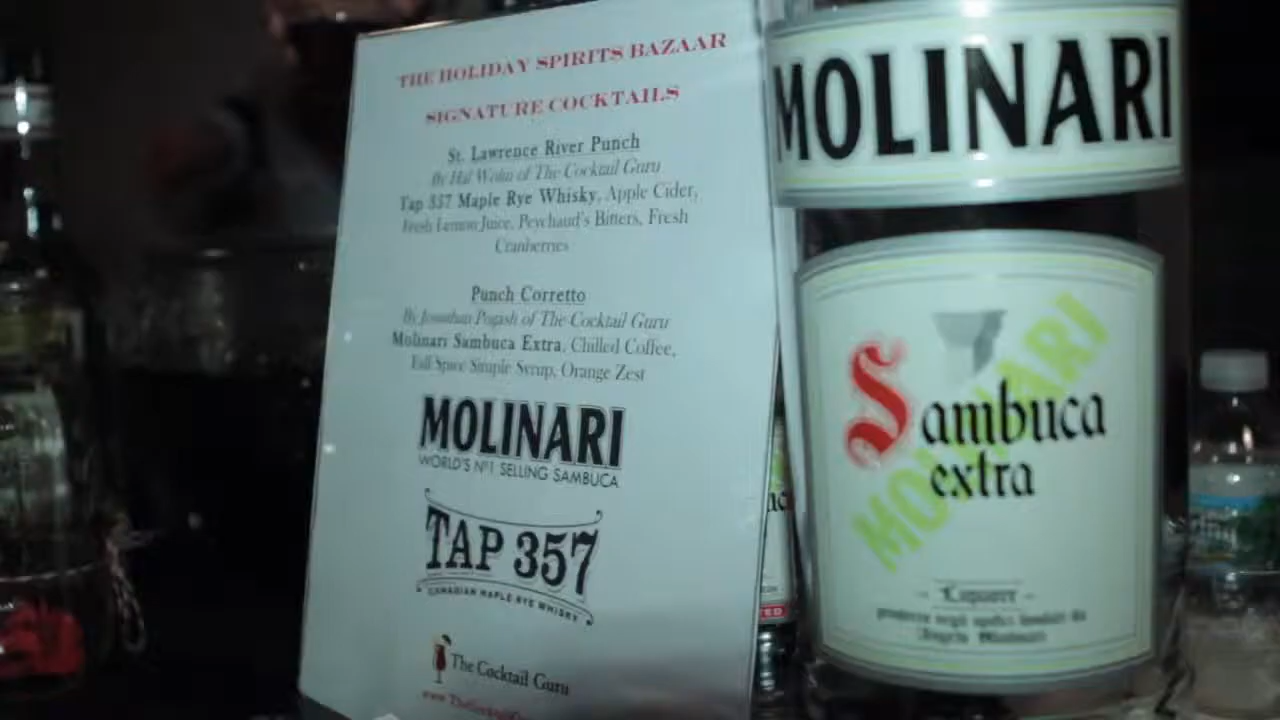 THE HOLIDAY SPIRITS BAZAAR
SIGNATURE COCKTAILS
St. Lawrence River Punch
By Hal Wolin of The Cocktail Guru
Tap 357 Maple Rye Whisky, Apple Cider,
Fresh Lemon Juice, Peychaud's Bitters, Fresh
Cranberries
Punch Corretto
By Jonathan Pogash of The Cocktail Guru
Molinari Sambuca Extra, Chilled Coffee,
Fall Spice Simple Syrup, Orange Zest
MOLINARI
WORLD'S Nº1 SELLING SAMBUCA
TAP 357
CANADIAN MAPLE RYE WHISKY
The Cocktail Guru
MOLINARI
MOLINARI
Sambuca
extra
Liquore